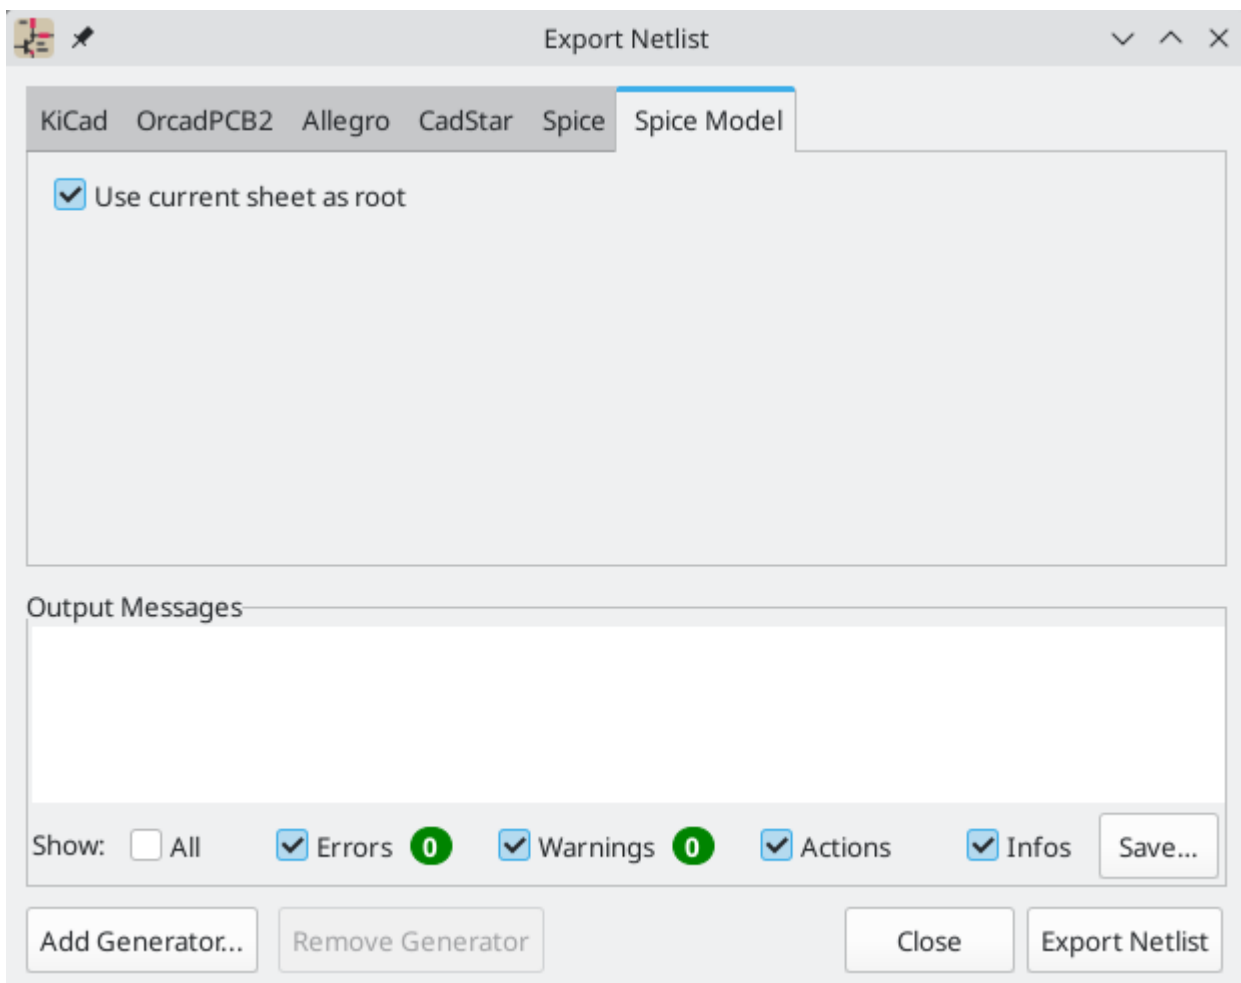 Export Netlist
KiCad OrcadPCB2 Allegro CadStar Spice Spice Model
Use current sheet as root
Output Messages
Show: All Errors 0 Warnings 0 Actions Infos Save...
Add Generator... Remove Generator Close Export Netlist